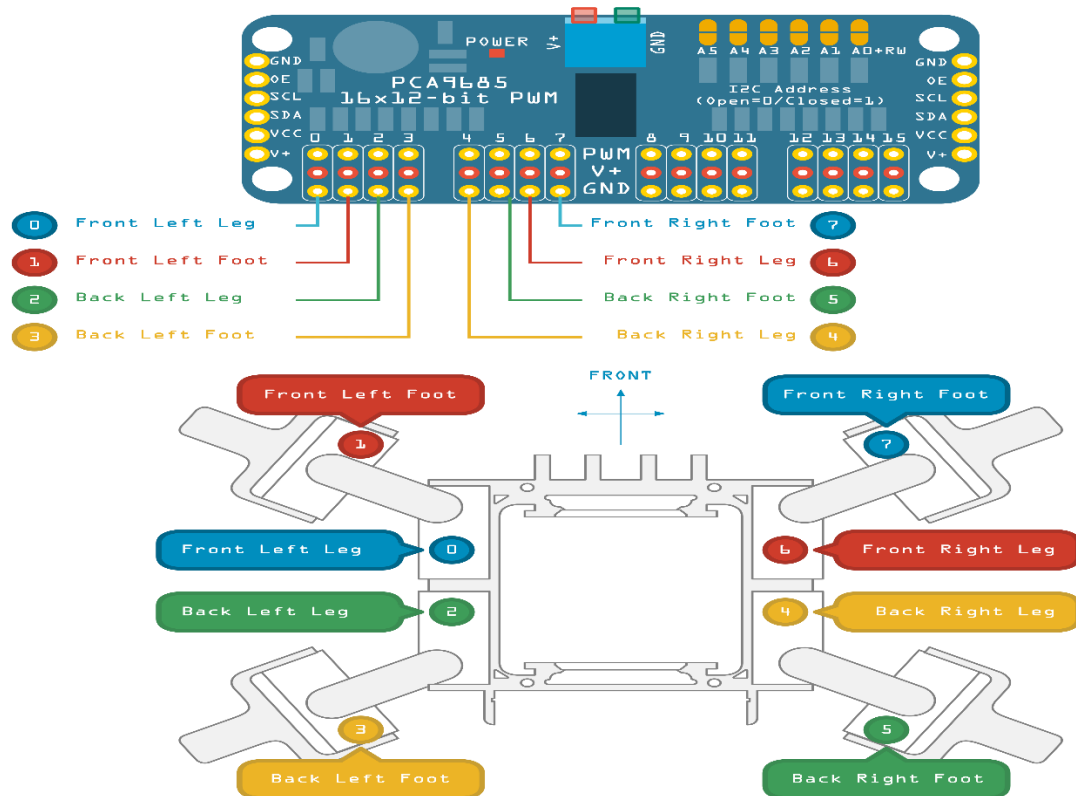 V+ GND
POWER
A5 A4 A3 A2 A1 A0+RW
GND
OE
SCL
SDA
VCC
V+
PCA9685
16x12-bit PWM
I2C Address
(Open=0/Closed=1)
GND
OE
SCL
SDA
VCC
V+
0 1 2 3 4 5 6 7 8 9 10 11 12 13 14 15
PWM
V+
GND
0 Front Left Leg
1 Front Left Foot
2 Back Left Leg
3 Back Left Foot
Front Right Foot 7
Front Right Leg 6
Back Right Foot 5
Back Right Leg 4
FRONT
Front Left Foot
1
Front Right Foot
7
Front Left Leg 0
6 Front Right Leg
Back Left Leg 2
4 Back Right Leg
3
Back Left Foot
5
Back Right Foot